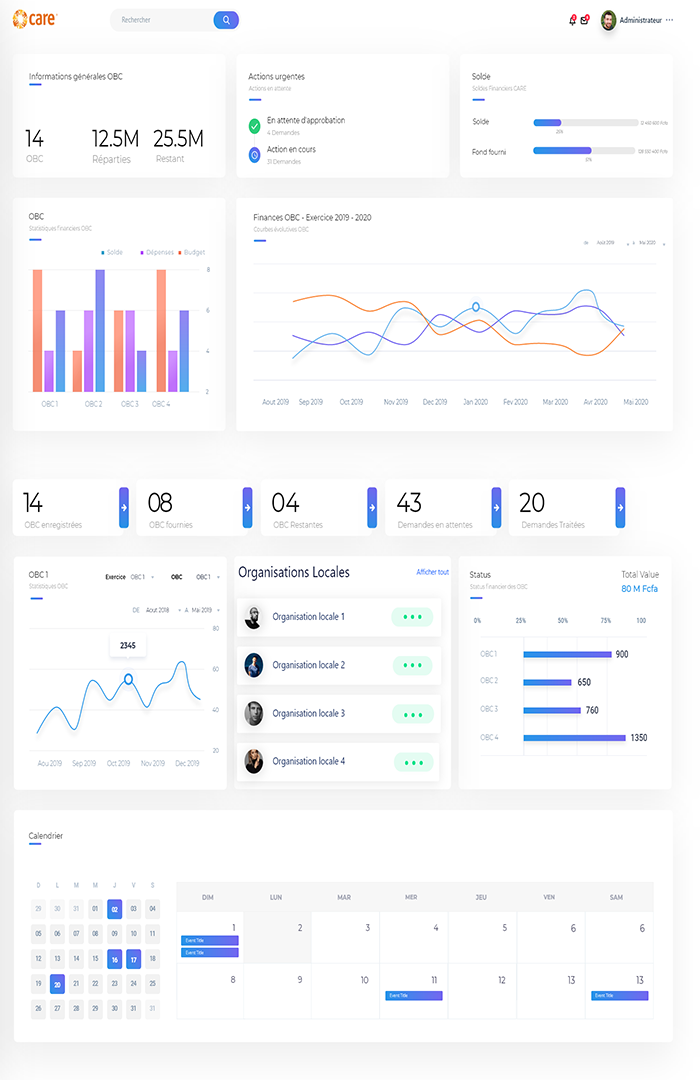 care
Rechercher
Administrateur
Informations générales OBC
14
12.5M
25.5M
OBC
Réparties
Restant
Actions urgentes
Actions en attente
En attente d'approbation
4 Demandes
Action en cours
31 Demandes
Solde
Soldes Financiers CARE
Solde
Fond fourni
OBC
Statistiques financiers OBC
Solde
Dépenses
Budget
8
6
4
2
OBC 1
OBC 2
OBC 3
OBC 4
Finances OBC - Exercice 2019 - 2020
Courbes évolutives OBC
de
Août 2019
à
Mai 2020
Aout 2019
Sep 2019
Oct 2019
Nov 2019
Dec 2019
Jan 2020
Fev 2020
Mar 2020
Avr 2020
Mai 2020
14
OBC enregistrées
08
OBC fournies
04
OBC Restantes
43
Demandes en attentes
20
Demandes Traitées
OBC 1
Statistiques OBC
Exercice
OBC 1
OBC
OBC 1
DE
Aout 2018
A
Mai 2019
2345
80
60
40
20
Aou 2019
Sep 2019
Oct 2019
Nov 2019
Dec 2019
Organisations Locales
Afficher tout
Organisation locale 1
Organisation locale 2
Organisation locale 3
Organisation locale 4
Status
Status financier des OBC
Total Value
80 M Fcfa
0%
25%
50%
75%
100
OBC 1
900
OBC 2
650
OBC 3
760
OBC 4
1350
Calendrier
D L M M J V S
29 30 31 01 02 03 04
05 06 07 08 09 10 11
12 13 14 15 16 17 18
19 20 21 22 23 24 25
26 27 28 29 30 31 31
DIM LUN MAR MER JEU VEN SAM
1 2 3 4 5 6 6
Event Title
Event Title
8 9 10 11 12 13 13
Event Title
Event Title